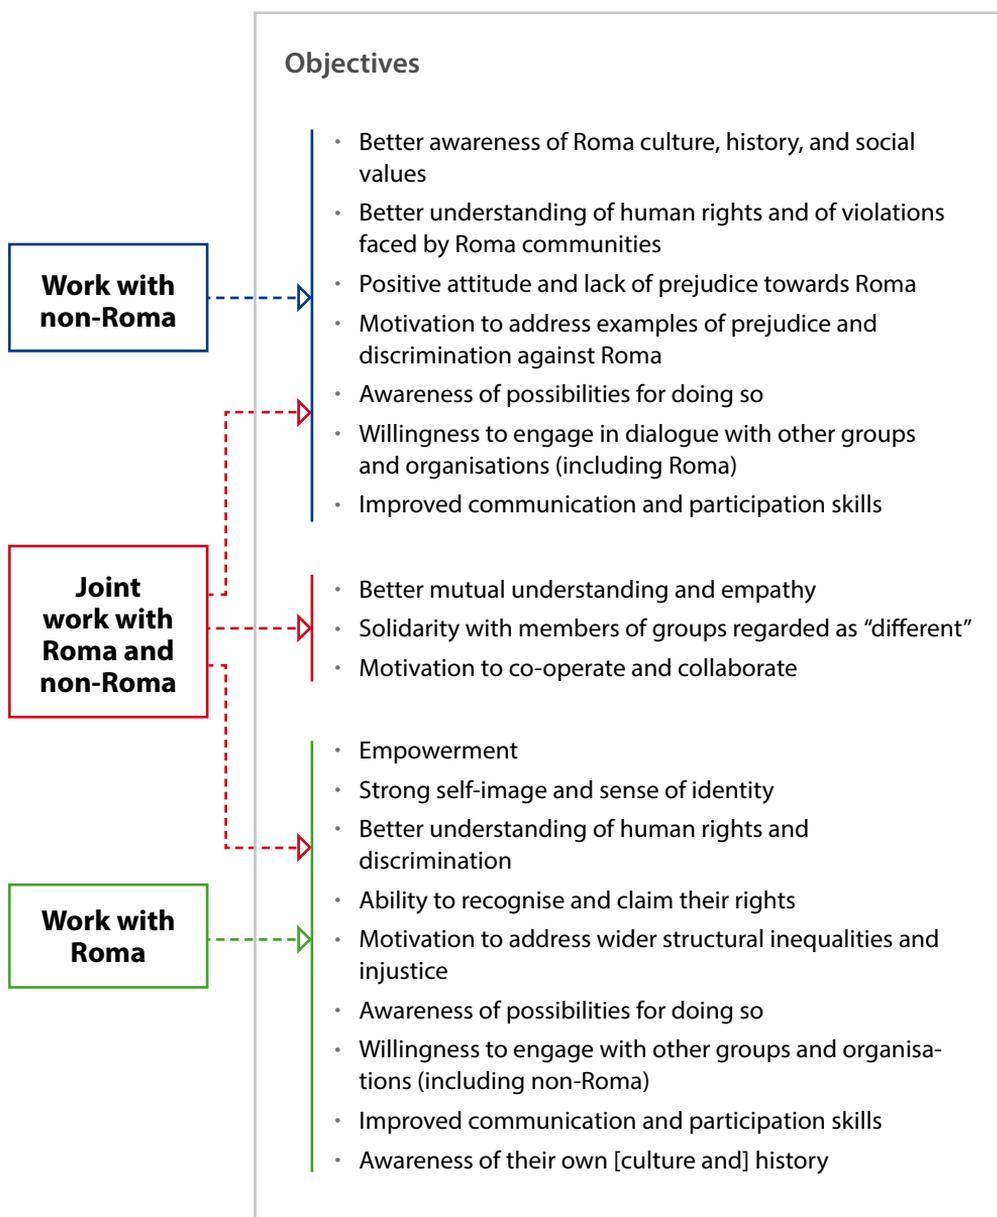 Objectives
Work with
non-Roma
· Better awareness of Roma culture, history, and social
values
· Better understanding of human rights and of violations
faced by Roma communities
· Positive attitude and lack of prejudice towards Roma
· Motivation to address examples of prejudice and
discrimination against Roma
· Awareness of possibilities for doing so
· Willingness to engage in dialogue with other groups
and organisations (including Roma)
· Improved communication and participation skills
Joint
work with
Roma and
non-Roma
· Better mutual understanding and empathy
· Solidarity with members of groups regarded as “different”
· Motivation to co-operate and collaborate
Work with
Roma
· Empowerment
· Strong self-image and sense of identity
· Better understanding of human rights and
discrimination
· Ability to recognise and claim their rights
· Motivation to address wider structural inequalities and
injustice
· Awareness of possibilities for doing so
· Willingness to engage with other groups and organisa-
tions (including non-Roma)
· Improved communication and participation skills
· Awareness of their own [culture and] history